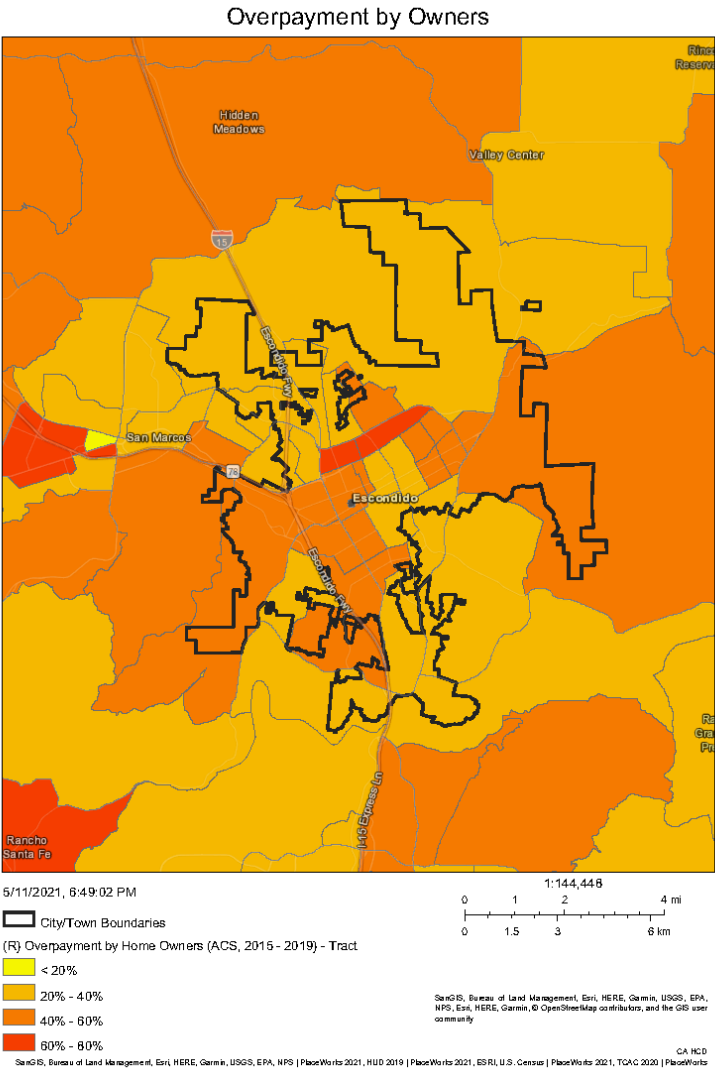 Overpayment by Owners
Hidden
Meadows
Valley Center
15
Escondido Fwy
San Marcos
78
Escondido
Escondido Fwy
I-15 Express Ln
Rancho
Santa Fe
5/11/2021, 6:49:02 PM
City/Town Boundaries
(R) Overpayment by Home Owners (ACS, 2015 - 2019) - Tract
< 20%
20% - 40%
40% - 60%
60% - 80%
1:144,448
0 1 2 4 mi
0 1.5 3 6 km
SanGIS, Bureau of Land Management, Esri, HERE, Garmin, USGS, EPA,
NPS, Esri, HERE, Garmin, © OpenStreetMap contributors, and the GIS user
community
CA HCD
SanGIS, Bureau of Land Management, Esri, HERE, Garmin, USGS, EPA, NPS | PlaceWorks 2021, HUD 2019 | PlaceWorks 2021, ESRI, U.S. Census | PlaceWorks 2021, TCAC 2020 | PlaceWorks